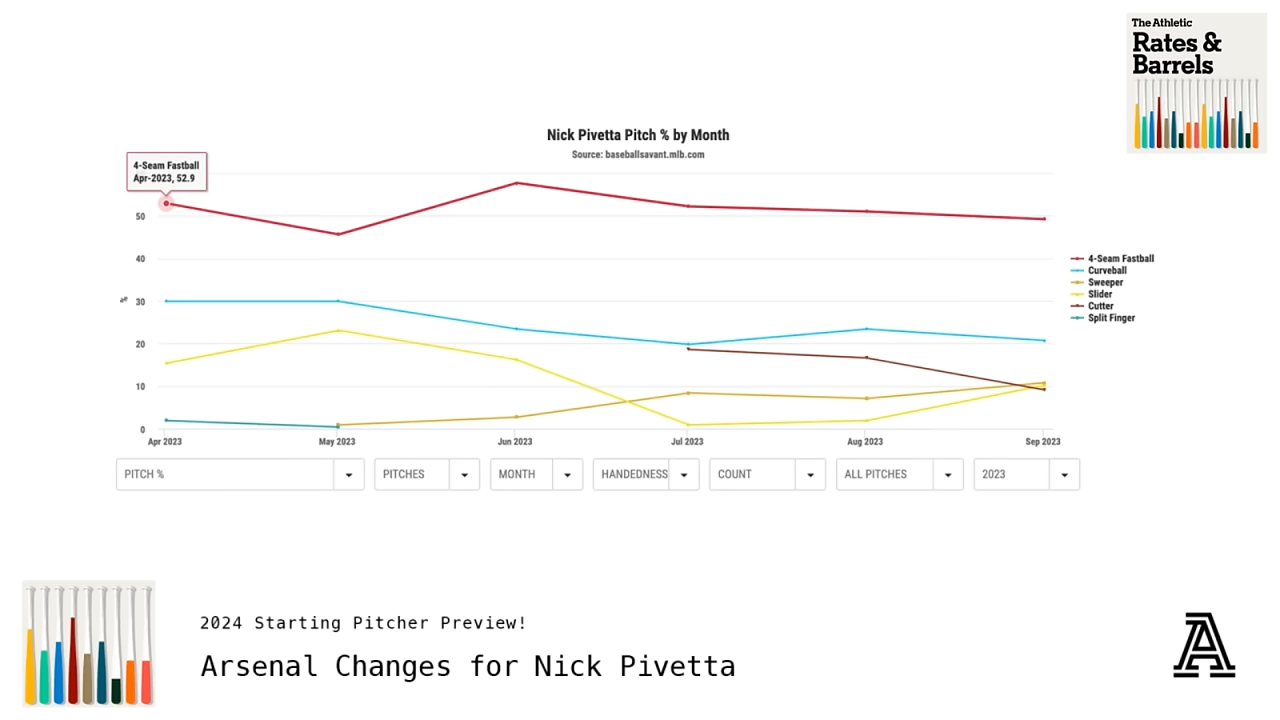 The Athletic
Rates &
Barrels
Nick Pivetta Pitch % by Month
Source: baseballsavant.mlb.com
4-Seam Fastball
Apr-2023, 52.9
50
40
%
30
20
10
0
4-Seam Fastball
Curveball
Sweeper
Slider
Cutter
Split Finger
Apr 2023 May 2023 Jun 2023 Jul 2023 Aug 2023 Sep 2023
PITCH % PITCHES MONTH HANDEDNESS COUNT ALL PITCHES 2023
2024 Starting Pitcher Preview!
Arsenal Changes for Nick Pivetta
A